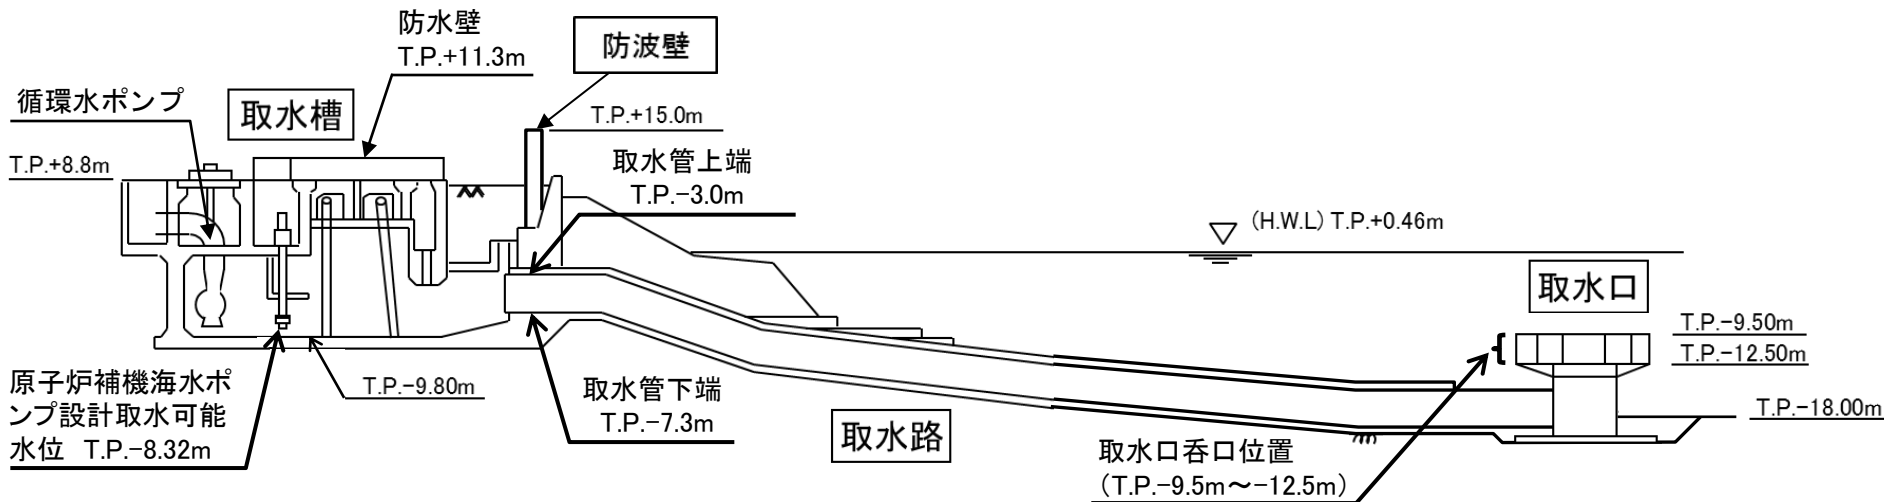 防水壁
T.P.+11.3m
防波壁
循環水ポンプ
取水槽
T.P.+15.0m
T.P.+8.8m
取水管上端
T.P.-3.0m
(H.W.L) T.P.+0.46m
取水口
T.P.-9.50m
T.P.-12.50m
原子炉補機海水ポ
ンプ設計取水可能
水位 T.P.-8.32m
T.P.-9.80m
取水管下端
T.P.-7.3m
取水路
T.P.-18.00m
取水口呑口位置
(T.P.-9.5m～-12.5m)